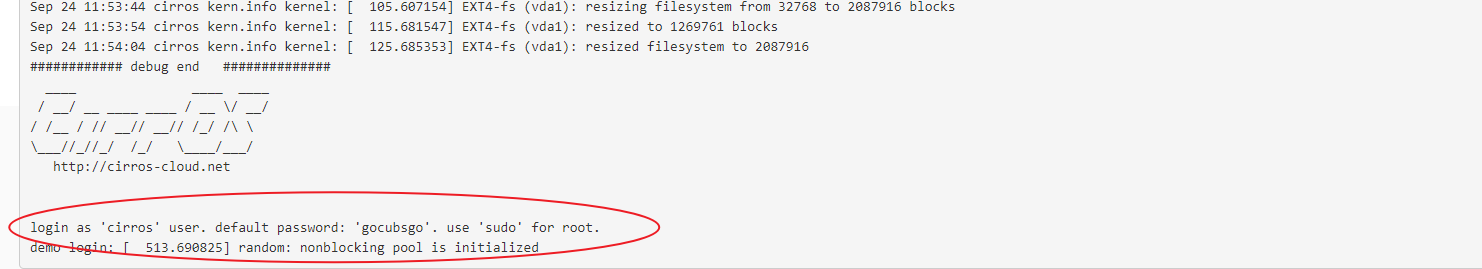 Sep 24 11:53:44 cirros kern.info kernel: [  105.607154] EXT4-fs (vda1): resizing filesystem from 32768 to 2087916 blocks
Sep 24 11:53:54 cirros kern.info kernel: [  115.681547] EXT4-fs (vda1): resized to 1269761 blocks
Sep 24 11:54:04 cirros kern.info kernel: [  125.685353] EXT4-fs (vda1): resized filesystem to 2087916
############ debug end   ##############
  ____               ____  ____
 / __/ __ ____ ____ / __ \/ __/
/ /__ / // __// __// /_/ /\ \
\___//_//_/  /_/   \____/___/
   http://cirros-cloud.net
login as 'cirros' user. default password: 'gocubsgo'. use 'sudo' for root.
demo login: [  513.690825] random: nonblocking pool is initialized